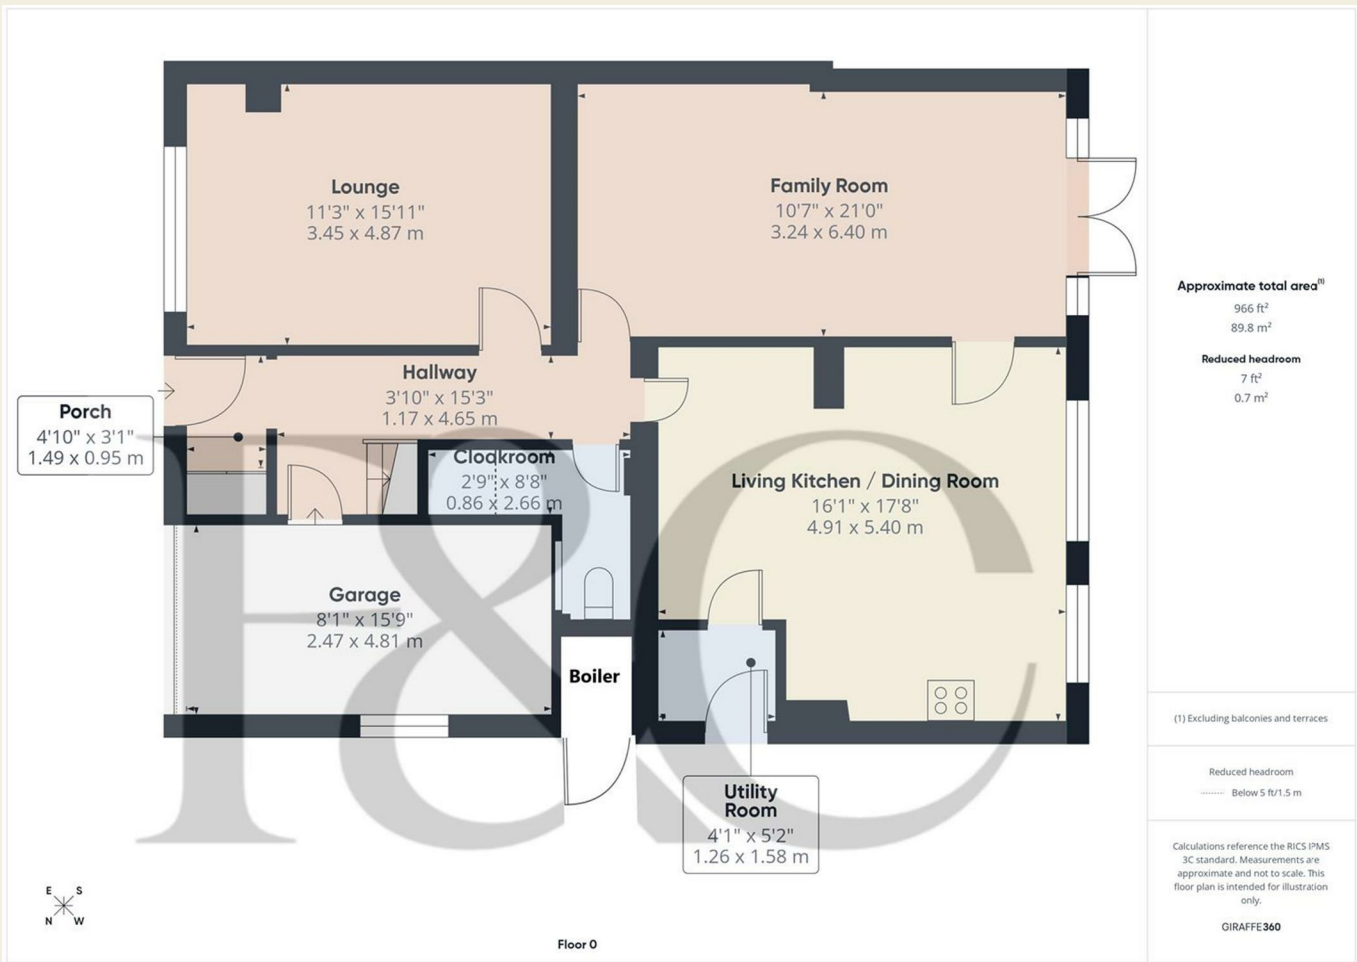 Lounge
11'3" x 15'11"
3.45 x 4.87 m
Family Room
10'7" x 21'0"
3.24 x 6.40 m
Hallway
3'10" x 15'3"
1.17 x 4.65 m
Porch
4'10" x 3'1"
1.49 x 0.95 m
Cloakroom
2'9" x 8'8"
0.86 x 2.66 m
Living Kitchen / Dining Room
16'1" x 17'8"
4.91 x 5.40 m
Garage
8'1" x 15'9"
2.47 x 4.81 m
Boiler
Utility
Room
4'1" x 5'2"
1.26 x 1.58 m
F&C
E S
N W
Floor 0
Approximate total area(1)
966 ft²
89.8 m²
Reduced headroom
7 ft²
0.7 m²
(1) Excluding balconies and terraces
Reduced headroom
Below 5 ft/1.5 m
Calculations reference the RICS IPMS
3C standard. Measurements are
approximate and not to scale. This
floor plan is intended for illustration
only.
GIRAFFE360